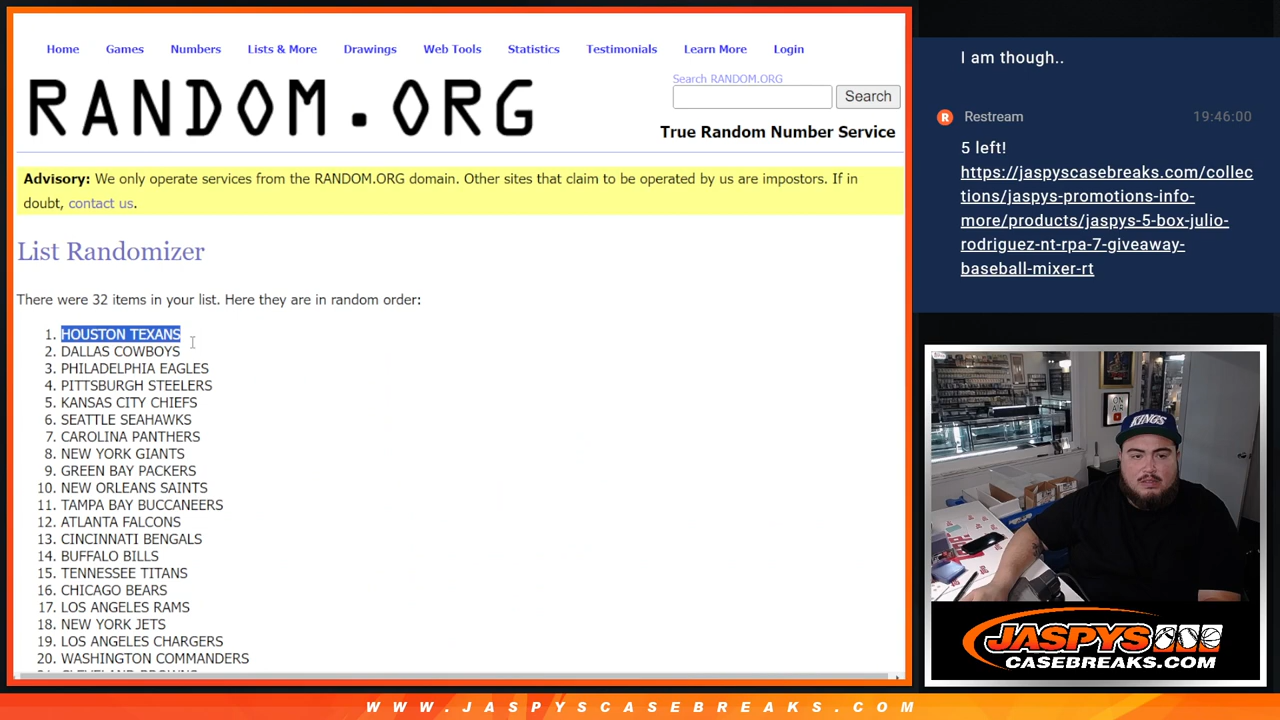 Home Games Numbers Lists & More Drawings Web Tools Statistics Testimonials Learn More Login
RANDOM.ORG
Search RANDOM.ORG
Search
True Random Number Service
Advisory: We only operate services from the RANDOM.ORG domain. Other sites that claim to be operated by us are impostors. If in
doubt, contact us.
List Randomizer
There were 32 items in your list. Here they are in random order:
1. HOUSTON TEXANS
2. DALLAS COWBOYS
3. PHILADELPHIA EAGLES
4. PITTSBURGH STEELERS
5. KANSAS CITY CHIEFS
6. SEATTLE SEAHAWKS
7. CAROLINA PANTHERS
8. NEW YORK GIANTS
9. GREEN BAY PACKERS
10. NEW ORLEANS SAINTS
11. TAMPA BAY BUCCANEERS
12. ATLANTA FALCONS
13. CINCINNATI BENGALS
14. BUFFALO BILLS
15. TENNESSEE TITANS
16. CHICAGO BEARS
17. LOS ANGELES RAMS
18. NEW YORK JETS
19. LOS ANGELES CHARGERS
20. WASHINGTON COMMANDERS
I am though..
R Restream 19:46:00
5 left!
https://jaspyscasebreaks.com/collec
tions/jaspys-promotions-info-
more/products/jaspys-5-box-julio-
rodriguez-nt-rpa-7-giveaway-
baseball-mixer-rt
ON
AIR
KINGS
JASPYS
CASEBREAKS.COM
WWW.JASPYSCASEBREAKS.COM